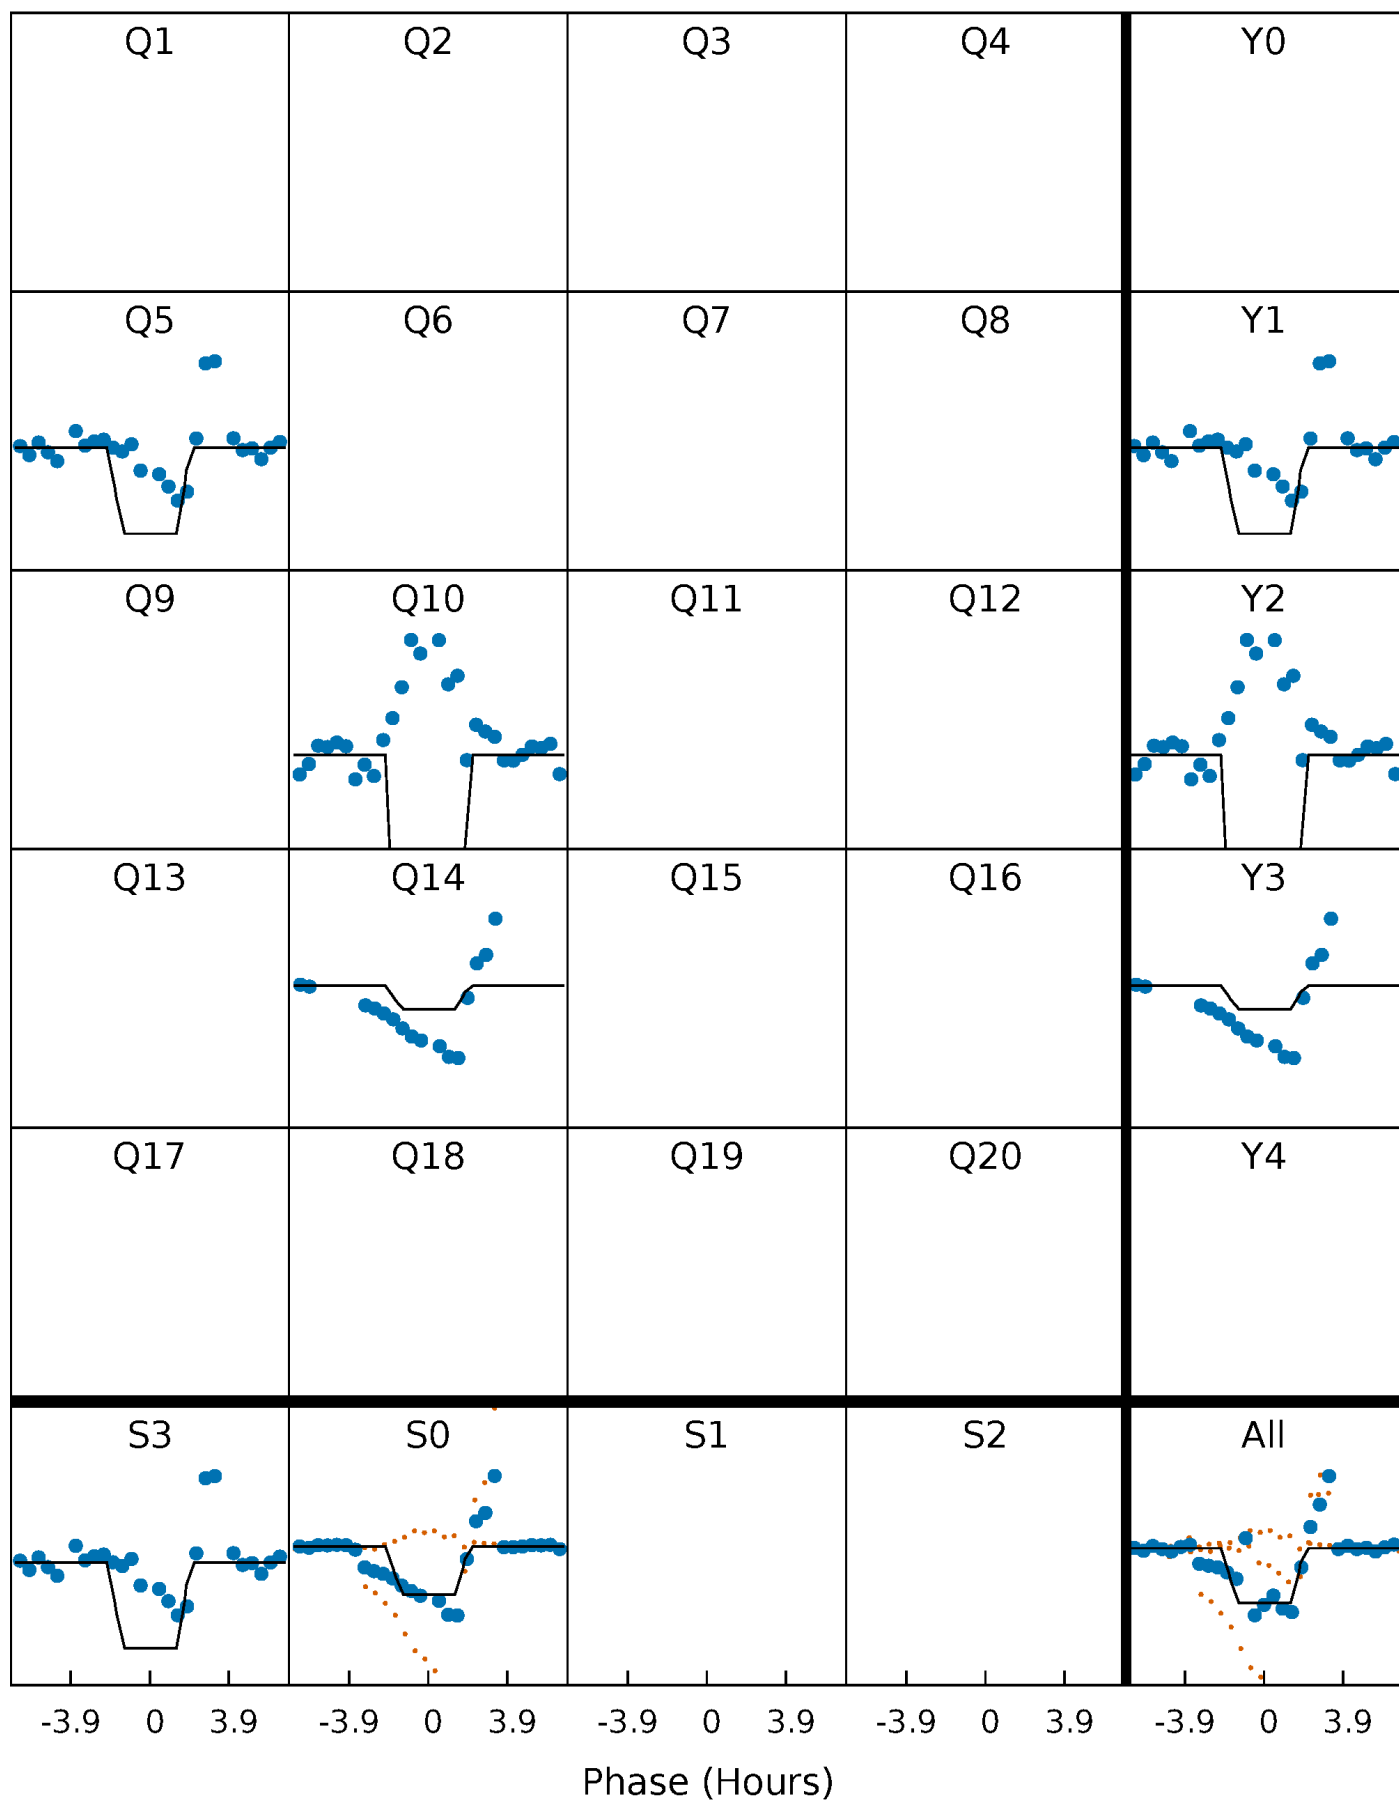 Q1 Q2 Q3 Q4 Y0
Q5 Q6 Q7 Q8 Y1
Q9 Q10 Q11 Q12 Y2
Q13 Q14 Q15 Q16 Y3
Q17 Q18 Q19 Q20 Y4
S3 S0 S1 S2 All
-3.9 0 3.9 -3.9 0 3.9 -3.9 0 3.9 -3.9 0 3.9 -3.9 0 3.9
Phase (Hours)